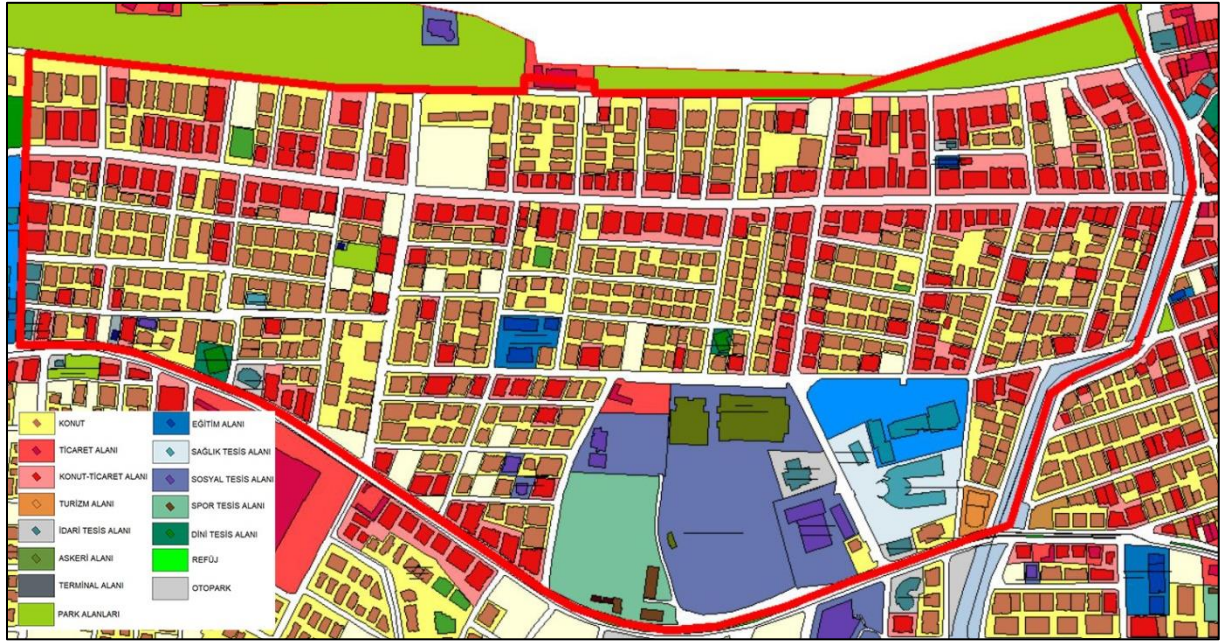 KONUT
TİCARET ALANI
KONUT-TİCARET ALANI
TURİZM ALANI
İDARİ TESİS ALANI
ASKERİ ALANI
TERMİNAL ALANI
PARK ALANLARI
EĞİTİM ALANI
SAĞLIK TESİS ALANI
SOSYAL TESİS ALANI
SPOR TESİS ALANI
DİNİ TESİS ALANI
REFÜJ
OTOPARK